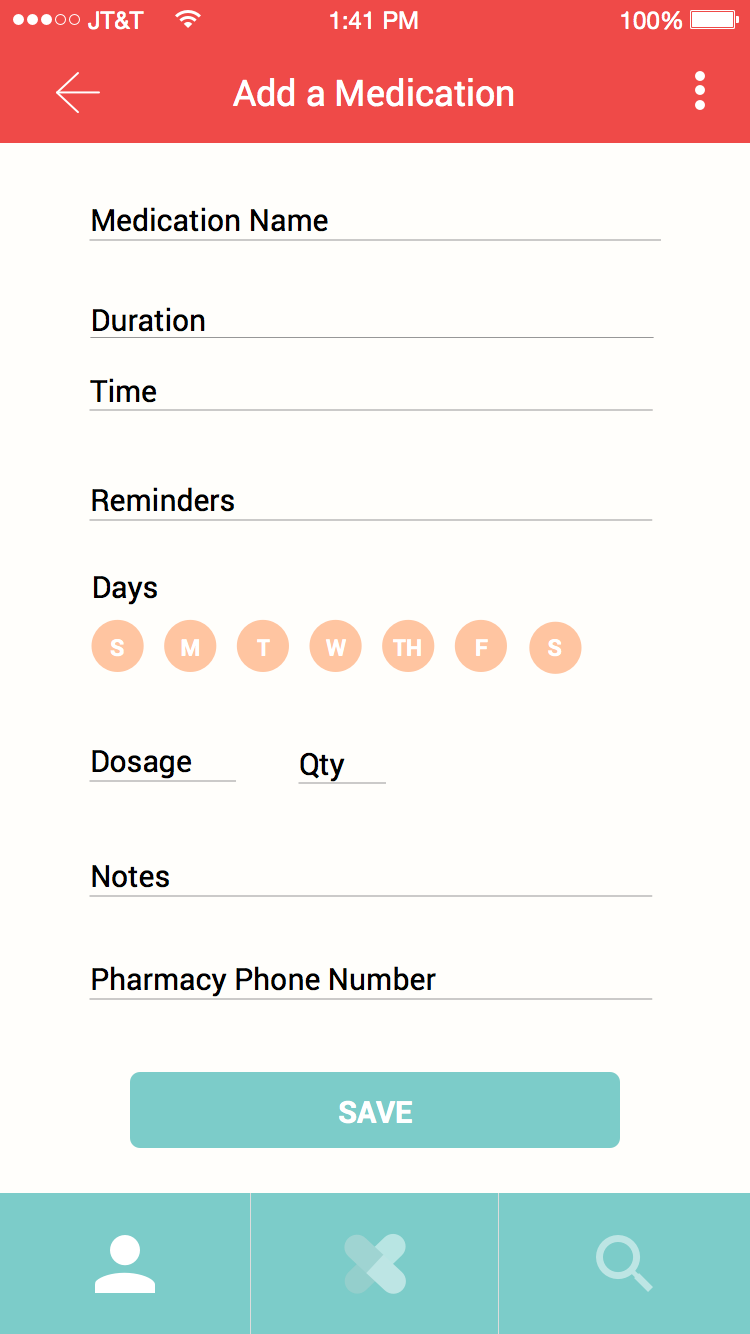 JT&T 1:41 PM 100%
Add a Medication
Medication Name
Duration
Time
Reminders
Days
S M T W TH F S
Dosage Qty
Notes
Pharmacy Phone Number
SAVE